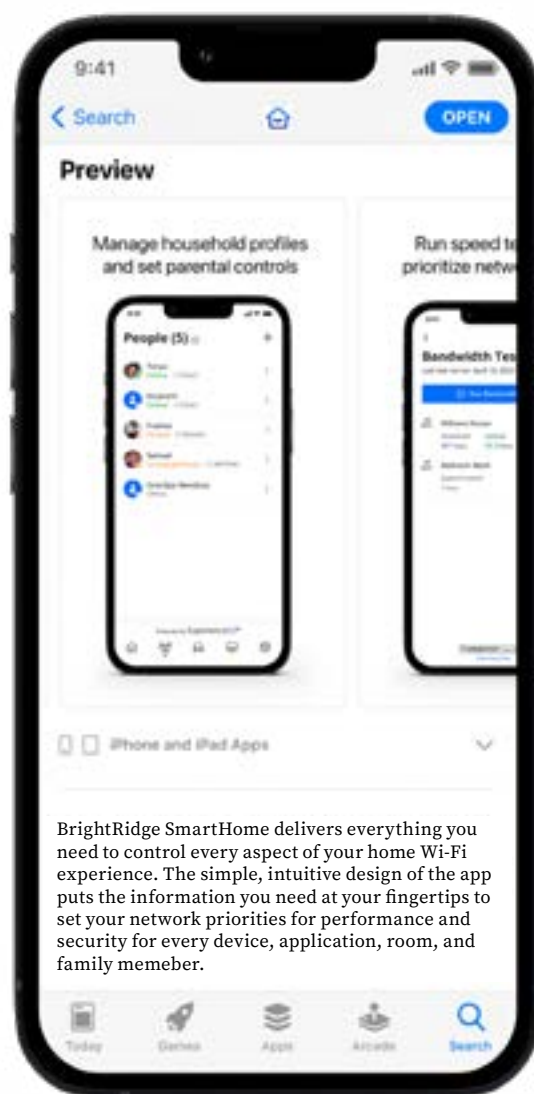 9:41
Search
OPEN
Preview
Manage household profiles
and set parental controls
People (5)
Samuel
Run speed te
prioritize netw
Bandwidth Tes
iPhone and iPad Apps
BrightRidge SmartHome delivers everything you
need to control every aspect of your home Wi-Fi
experience. The simple, intuitive design of the app
puts the information you need at your fingertips to
set your network priorities for performance and
security for every device, application, room, and
family memeber.
Today
Games
Apps
Arcade
Search